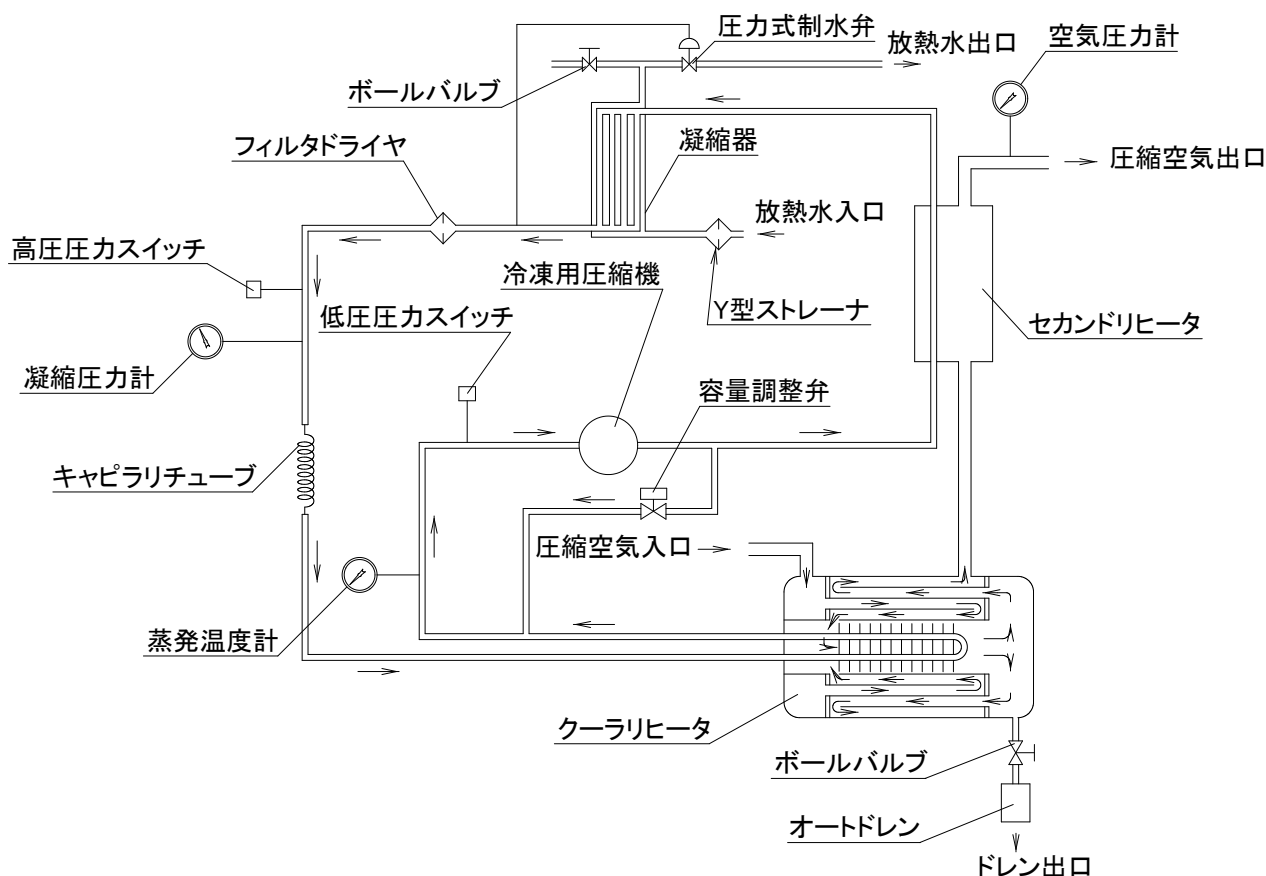 圧力式制水弁
放熱水出口
空気圧力計
ボールバルブ
フィルタドライヤ
凝縮器
圧縮空気出口
放熱水入口
高圧圧力スイッチ
冷凍用圧縮機
低圧圧力スイッチ
Y型ストレーナ
セカンドリヒータ
凝縮圧力計
容量調整弁
キャピラリチューブ
圧縮空気入口
蒸発温度計
クーラリヒータ
ボールバルブ
オートドレン
ドレン出口